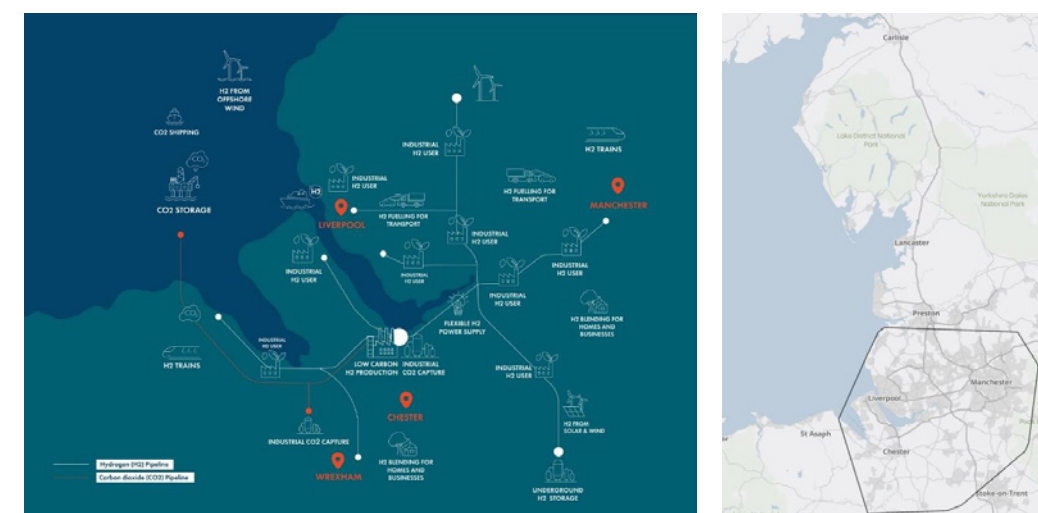 H2 FROM
OFFSHORE
WIND
CO2 SHIPPING
CO2
CO2 STORAGE
INDUSTRIAL
H2 USER
H2 TRAINS
INDUSTRIAL
H2 USER
H2
LIVERPOOL
H2 FUELLING FOR
TRANSPORT
H2 FUELLING FOR
TRANSPORT
MANCHESTER
INDUSTRIAL
H2 USER
INDUSTRIAL
H2 USER
INDUSTRIAL
H2 USER
INDUSTRIAL
H2 USER
INDUSTRIAL
H2 USER
CO2
FLEXIBLE H2
POWER SUPPLY
H2 BLENDING FOR
HOMES AND
BUSINESSES
INDUSTRIAL
H2 USER
H2 TRAINS
LOW CARBON
H2 PRODUCTION
INDUSTRIAL
CO2 CAPTURE
INDUSTRIAL
H2 USER
CHESTER
H2 FROM
SOLAR & WIND
INDUSTRIAL CO2 CAPTURE
WREXHAM
H2 BLENDING FOR
HOMES AND
BUSINESSES
UNDERGROUND
H2 STORAGE
Hydrogen (H2) Pipeline
Carbon dioxide (CO2) Pipeline
Carlisle
Lake District National
Park
Yorkshire Dales
National Park
Lancaster
Preston
Manchester
Liverpool
St Asaph
Chester
Stoke-on-Trent